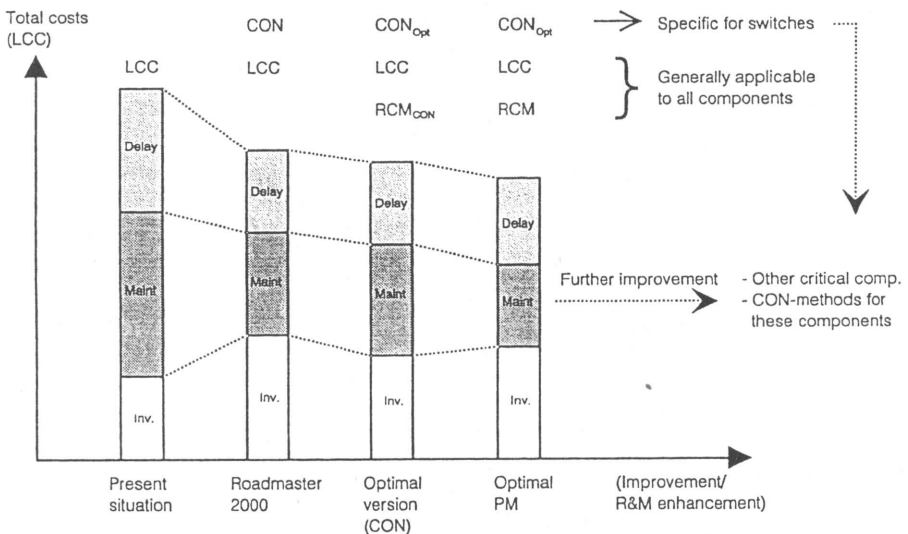 Total costs
(LCC)
CON
CON_Opt
CON_Opt
Specific for switches
LCC
LCC
LCC
LCC
Generally applicable
to all components
RCM_CON
RCM
Delay
Delay
Delay
Delay
Maint
Maint
Maint
Maint
Further improvement
- Other critical comp.
- CON-methods for
these components
Inv.
Inv.
Inv.
Inv.
Present
situation
Roadmaster
2000
Optimal
version
(CON)
Optimal
PM
(Improvement/
R&M enhancement)